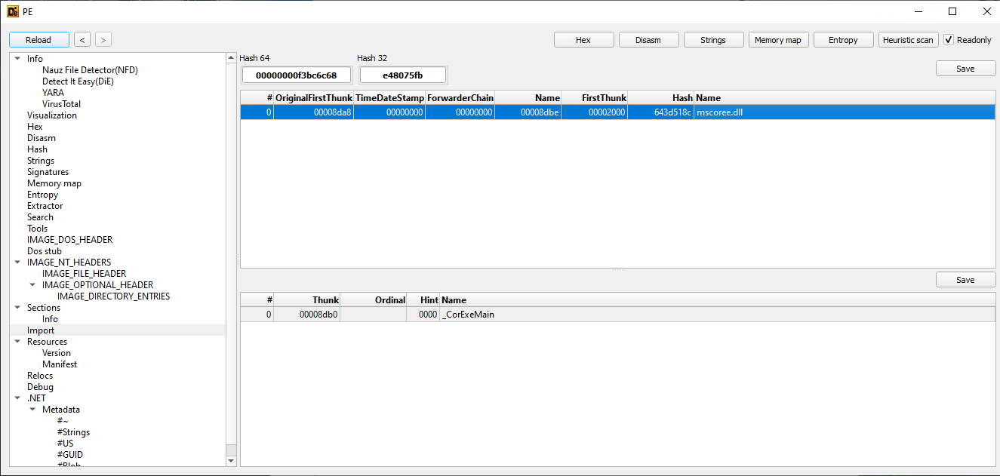 PE
Reload < > Hex Disasm Strings Memory map Entropy Heuristic scan Readonly
Info
Nauz File Detector(NFD)
Detect It Easy(DiE)
YARA
VirusTotal
Visualization
Hex
Disasm
Hash
Strings
Signatures
Memory map
Entropy
Extractor
Search
Tools
IMAGE_DOS_HEADER
Dos stub
IMAGE_NT_HEADERS
IMAGE_FILE_HEADER
IMAGE_OPTIONAL_HEADER
IMAGE_DIRECTORY_ENTRIES
Sections
Info
Import
Resources
Version
Manifest
Relocs
Debug
.NET
Metadata
#~
#Strings
#US
#GUID
#Blob
Hash 64 Hash 32
00000000f3bc6c68 e48075fb
Save
# OriginalFirstThunk TimeDateStamp ForwarderChain Name FirstThunk Hash Name
0 00008da8 00000000 00000000 00008dbe 00002000 643d518c mscoree.dll
Save
# Thunk Ordinal Hint Name
0 00008db0 0000 _CorExeMain